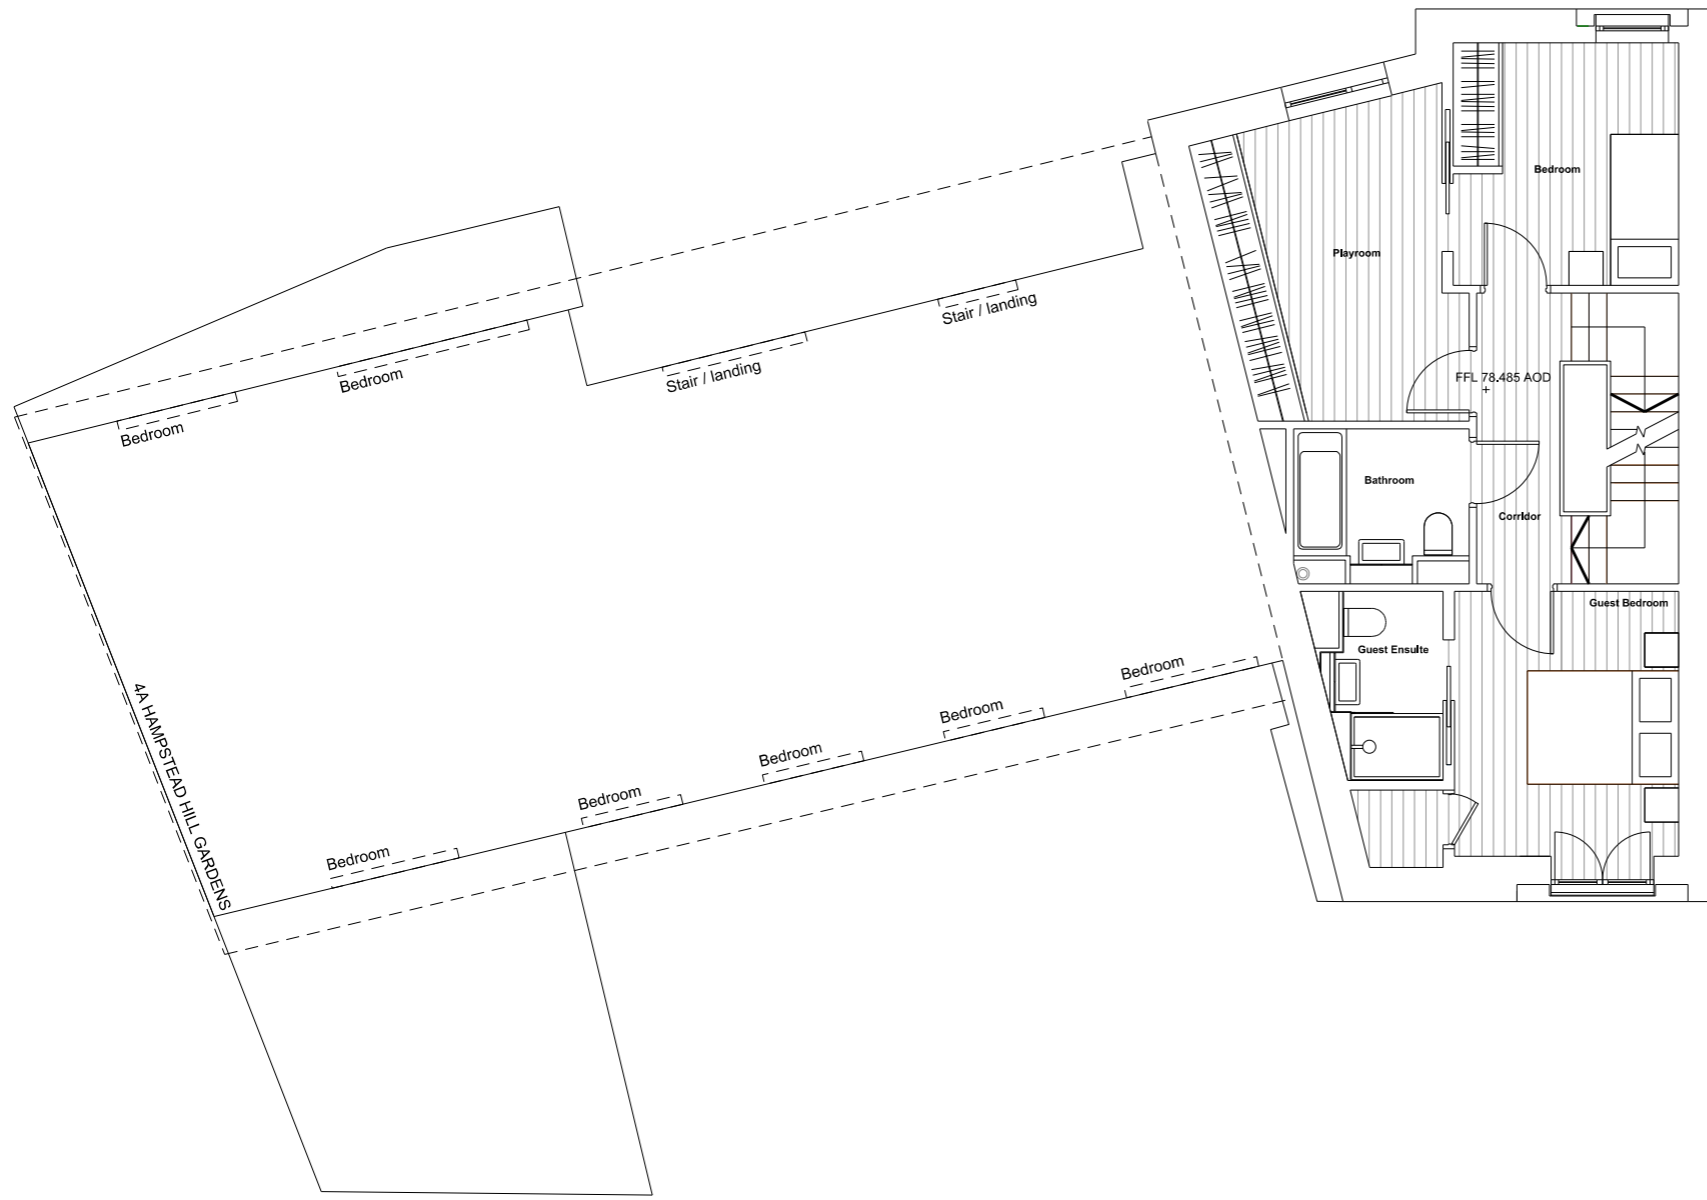 Bedroom
Playroom
Stair / landing
Stair / landing
Bedroom
FFL 78.485 AOD
Bedroom
Bathroom
Corridor
Guest Bedroom
Guest Ensuite
Bedroom
4A HAMPSTEAD HILL GARDENS
Bedroom
Bedroom
Bedroom
Bedroom